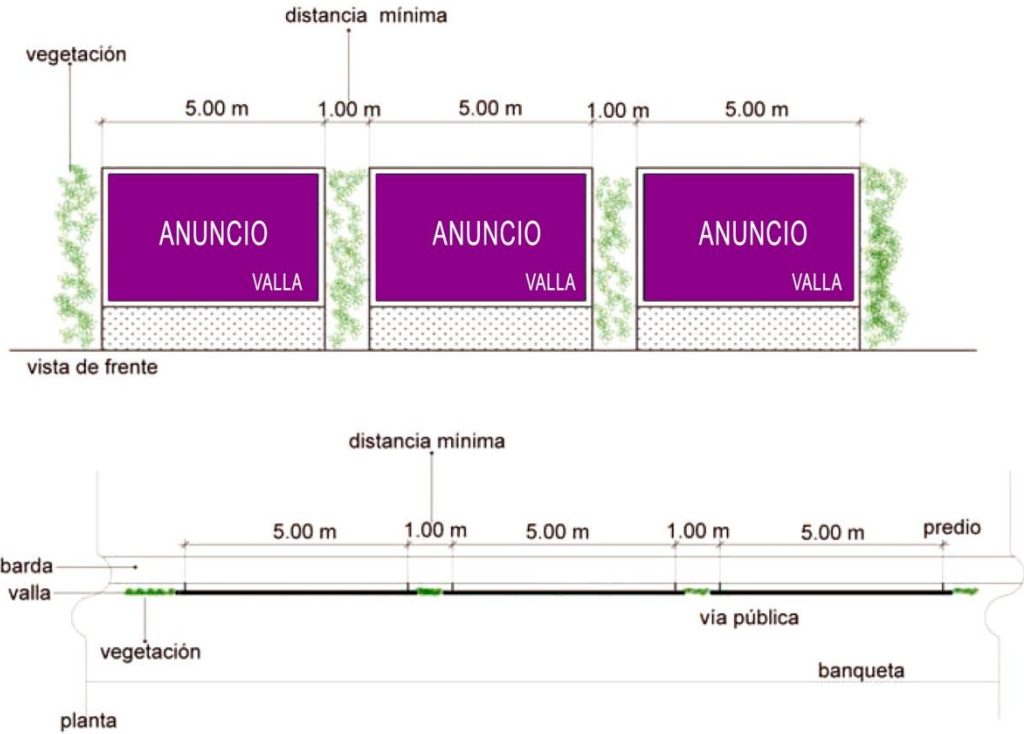 distancia mínima
vegetación
5.00 m 1.00 m 5.00 m 1.00 m 5.00 m
ANUNCIO ANUNCIO ANUNCIO
VALLA VALLA VALLA
vista de frente
distancia mínima
5.00 m 1.00 m 5.00 m 1.00 m 5.00 m predio
barda
valla
vía pública
vegetación
banqueta
planta